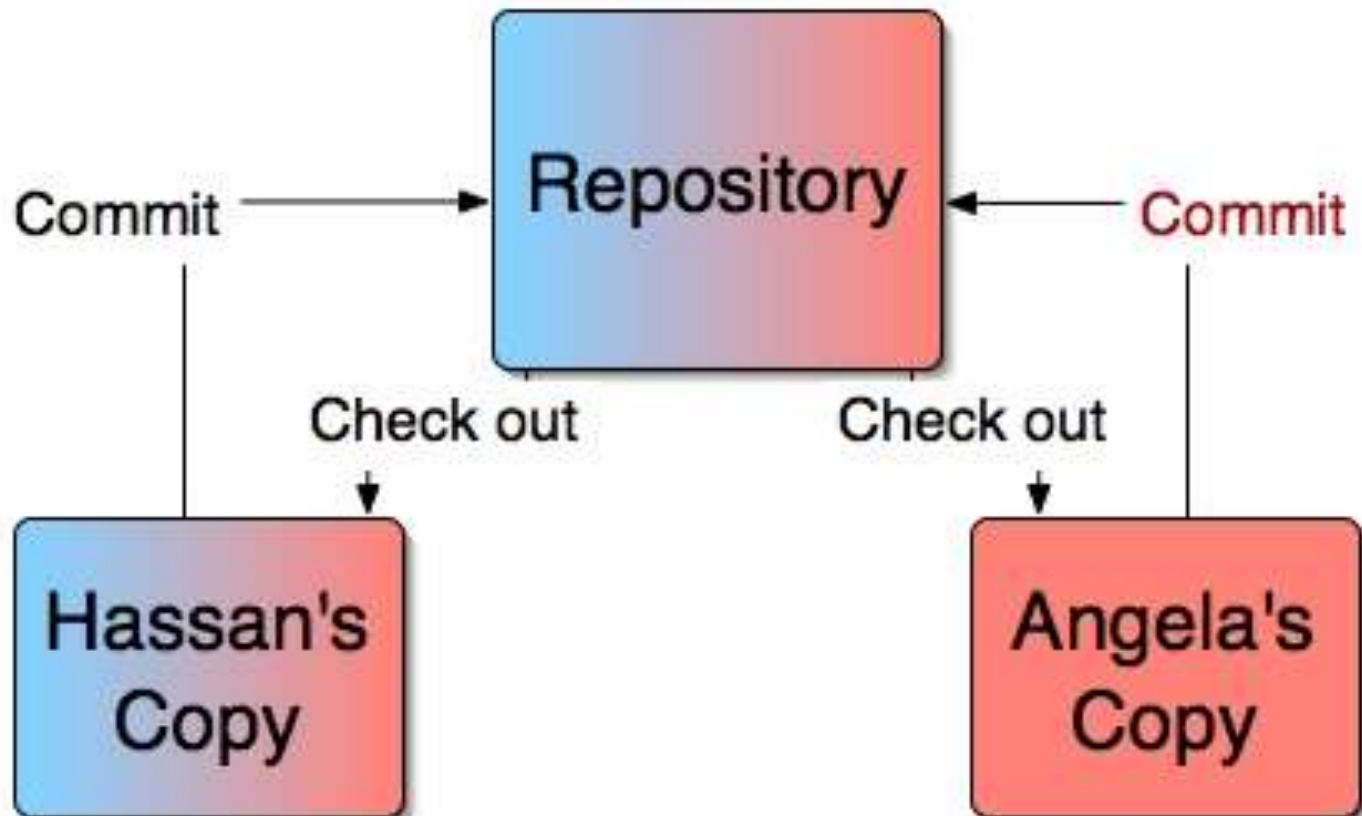 Repository
Commit
Commit
Check out
Check out
Hassan's
Copy
Angela's
Copy